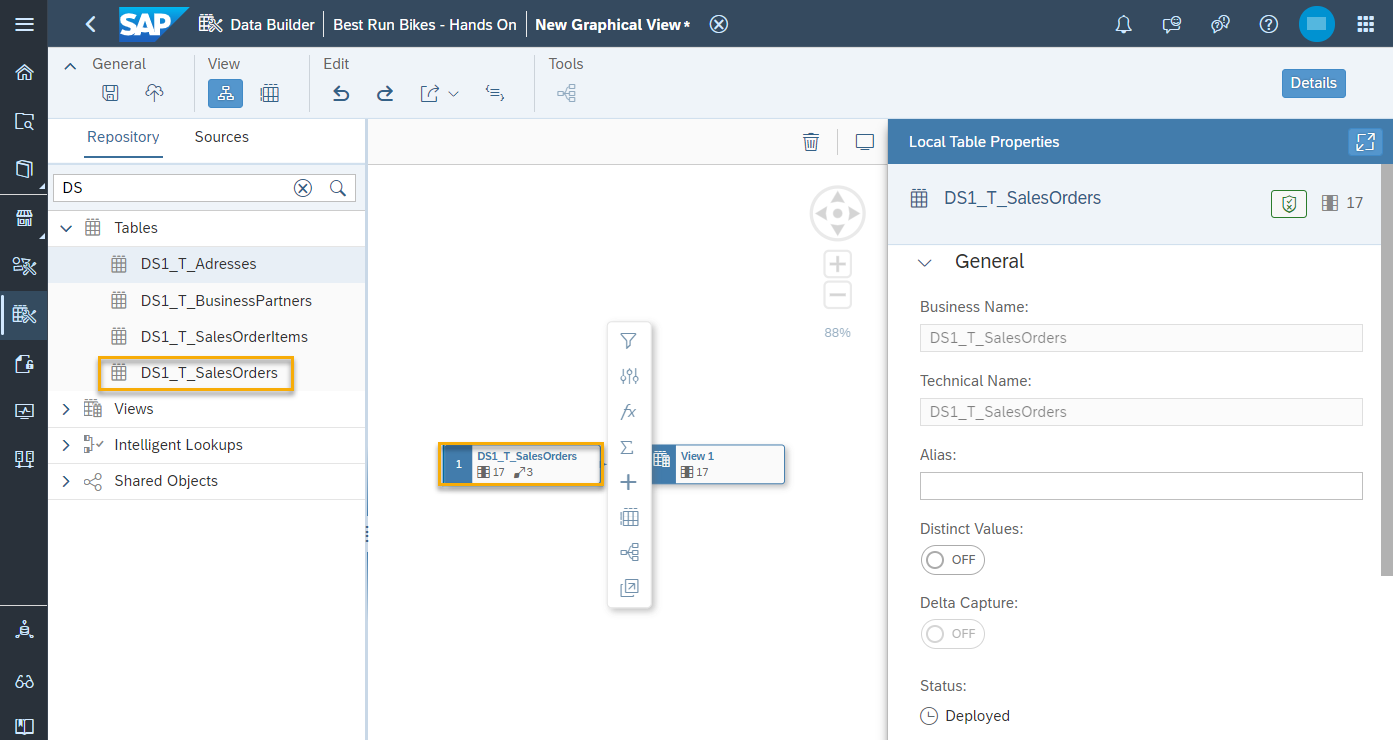 SAP Data Builder Best Run Bikes - Hands On New Graphical View*
General View Edit Tools
Details
Repository Sources
DS
Tables
DS1_T_Adresses
DS1_T_BusinessPartners
DS1_T_SalesOrderItems
DS1_T_SalesOrders
Views
Intelligent Lookups
Shared Objects
88%
1 DS1_T_SalesOrders
17 3
View 1
17
Local Table Properties
DS1_T_SalesOrders 17
General
Business Name:
DS1_T_SalesOrders
Technical Name:
DS1_T_SalesOrders
Alias:
Distinct Values:
OFF
Delta Capture:
OFF
Status:
Deployed